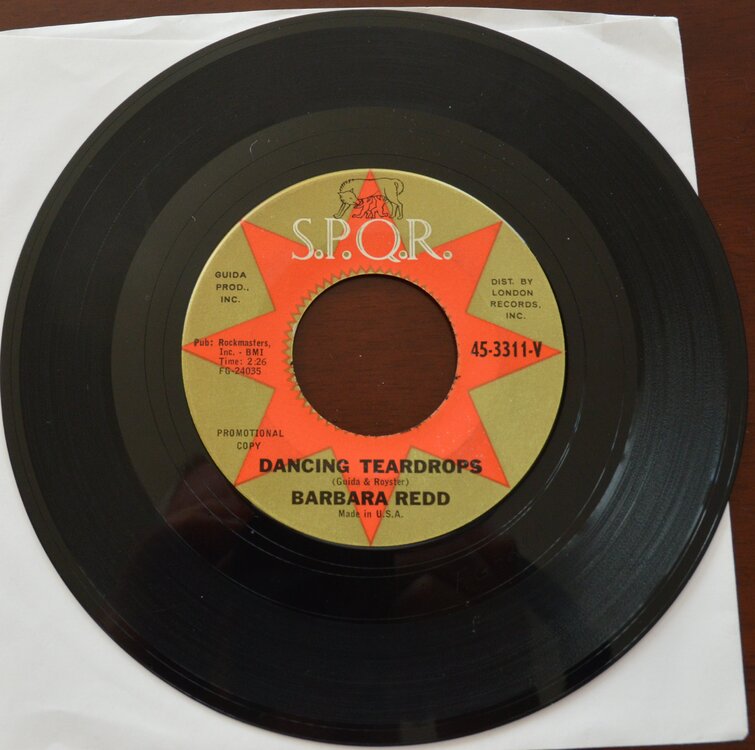 S.P.Q.R.
GUIDA
PROD.,
INC.
DIST. BY
LONDON
RECORDS,
INC.
Pub: Rockmasters,
Inc. - BMI
Time: 2:26
FG-24035
45-3311-V
PROMOTIONAL
COPY
DANCING TEARDROPS
(Guida & Royster)
BARBARA REDD
Made in U.S.A.